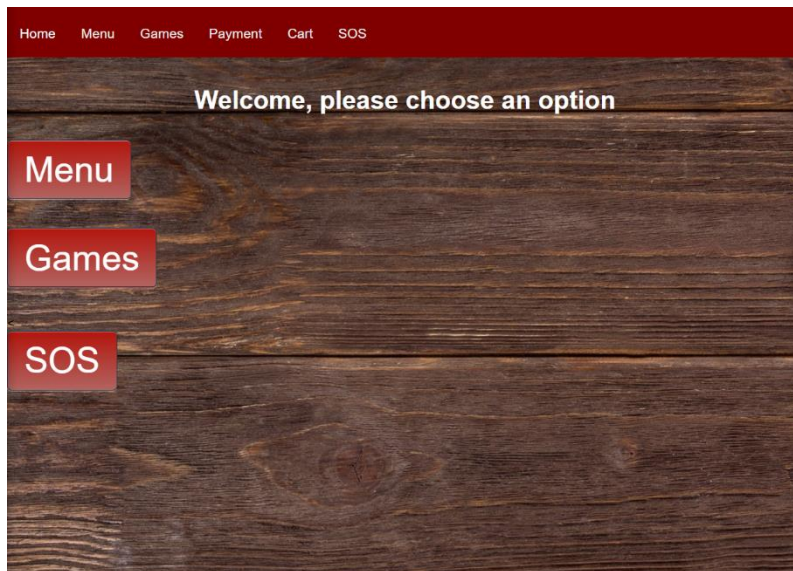 Home Menu Games Payment Cart SOS
Welcome, please choose an option
Menu
Games
SOS